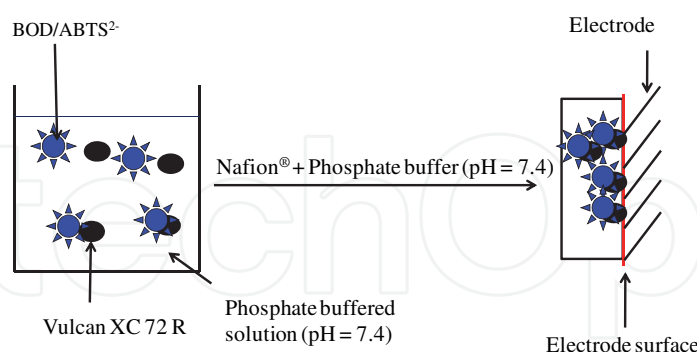 BOD/ABTS²⁻
Electrode
Nafion® + Phosphate buffer (pH = 7.4)
Vulcan XC 72 R
Phosphate buffered
solution (pH = 7.4)
Electrode surface
techOp